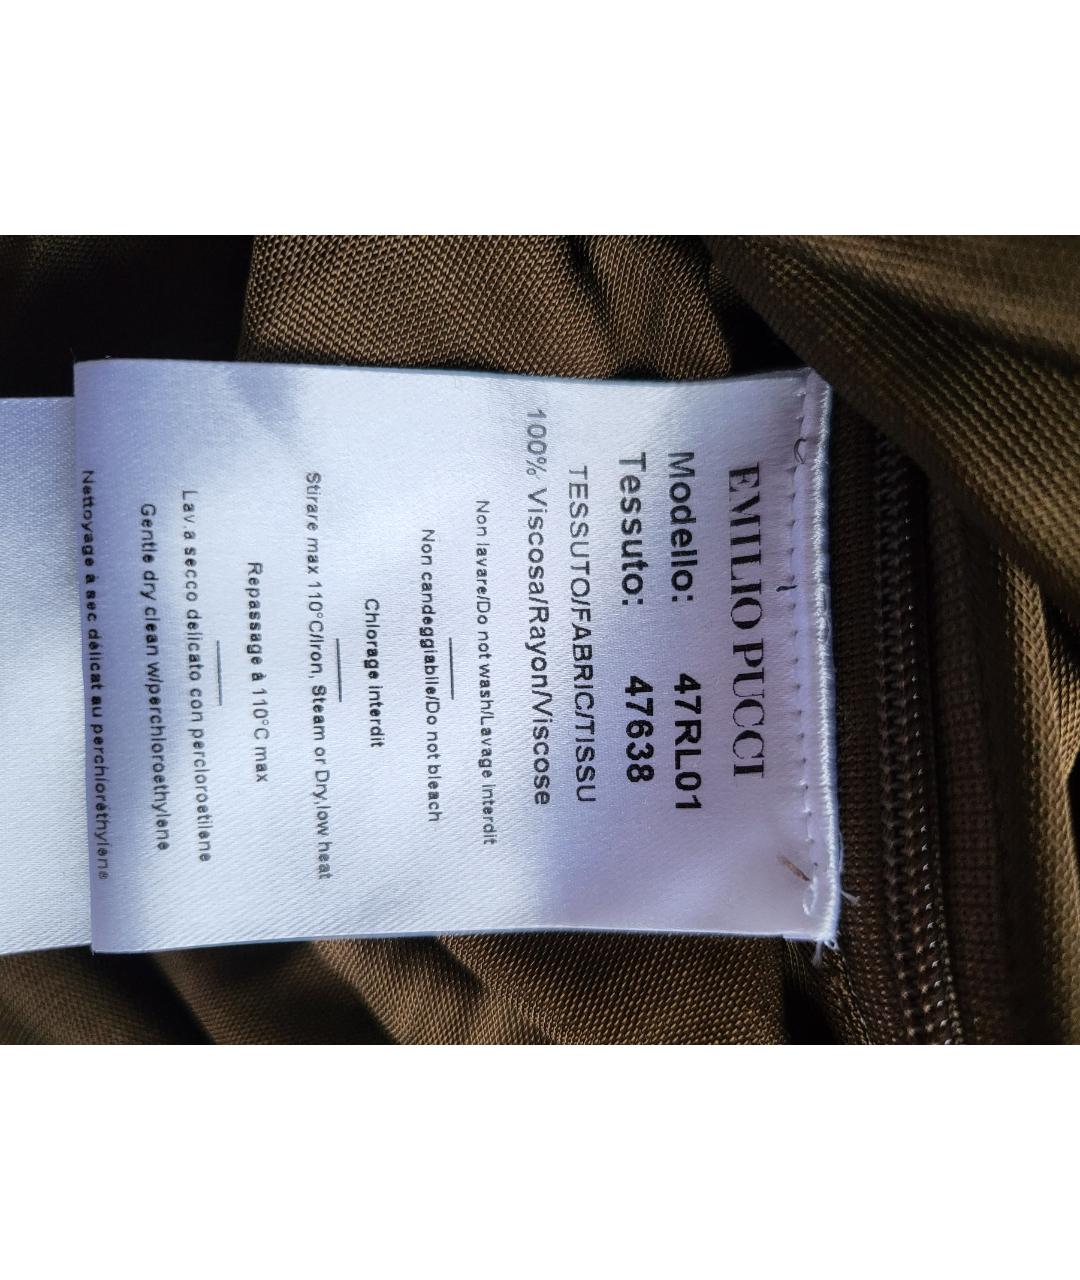 EMILIO PUCCI
Modello: 47RL01
Tessuto: 47638
TESSUTO/FABRIC/TISSU
100% Viscosa/Rayon/Viscose
Non lavare/Do not wash/Lavage interdit
Non candeggiabile/Do not bleach
Chlorage interdit
Stirare max 110°C/Iron, Steam or Dry,low heat
Repassage à 110°C max
Lav.a secco delicato con percloroetilene
Gentle dry clean w/perchloroethylene
Nettoyage à sec délicat au perchloréthylène